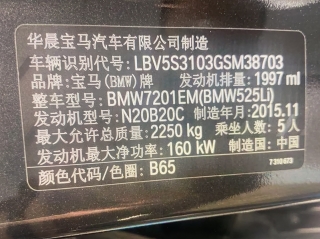 华晨宝马汽车有限公司制造
车辆识别代号: LBV5S3103GSM38703
品牌: 宝马(BMW)牌 发动机排量: 1997 ml
整车型号: BMW7201EM(BMW525Li)
发动机型号: N20B20C 制造年月: 2015.11
最大允许总质量: 2250 kg 乘坐人数: 5 人
发动机最大净功率: 160 kW 制造国: 中国
颜色代码/色圈: B65
7310673